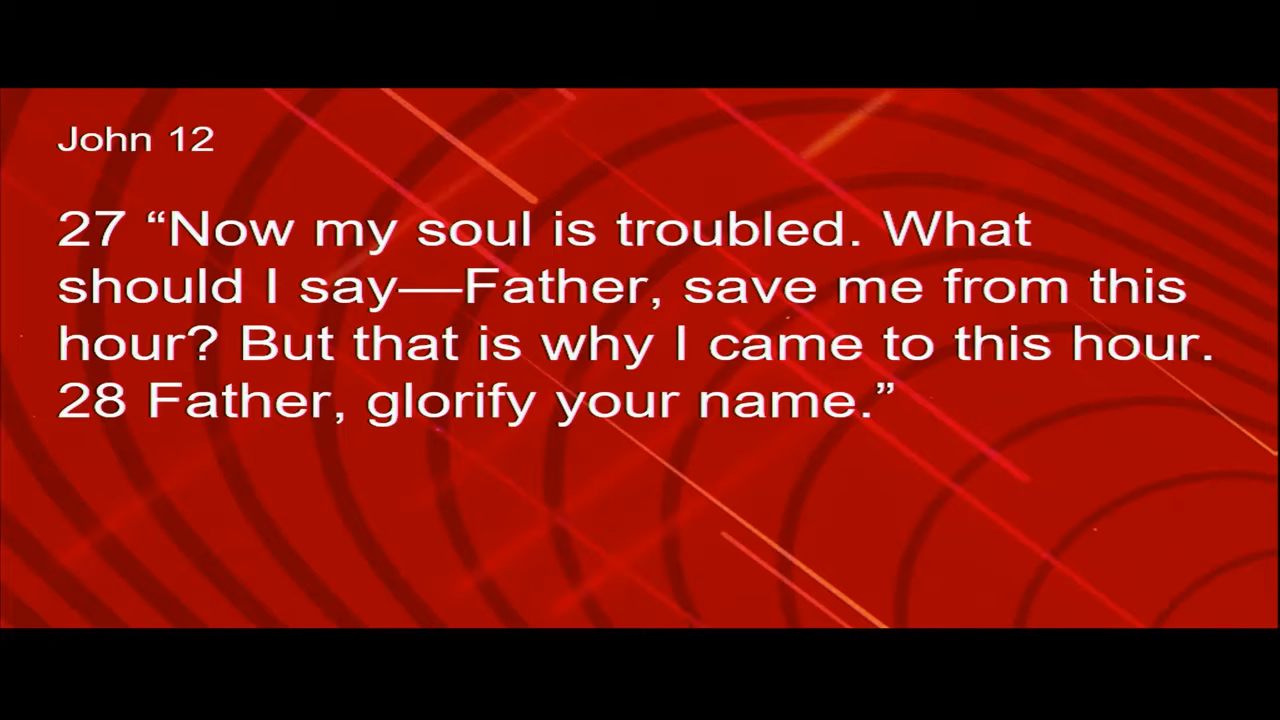 John 12
27 “Now my soul is troubled. What
should I say—Father, save me from this
hour? But that is why I came to this hour.
28 Father, glorify your name.”